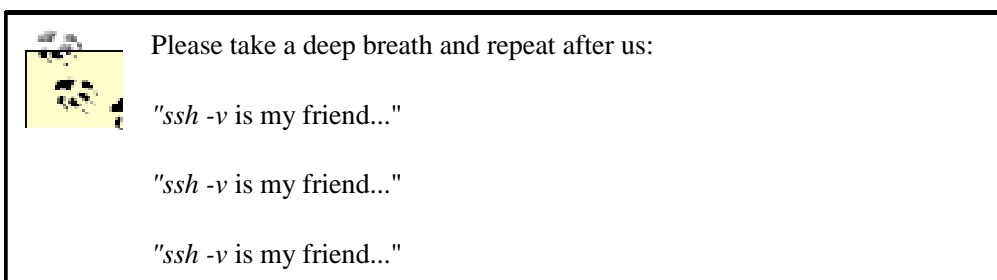 Please take a deep breath and repeat after us:
"ssh -v is my friend..."
"ssh -v is my friend..."
"ssh -v is my friend..."